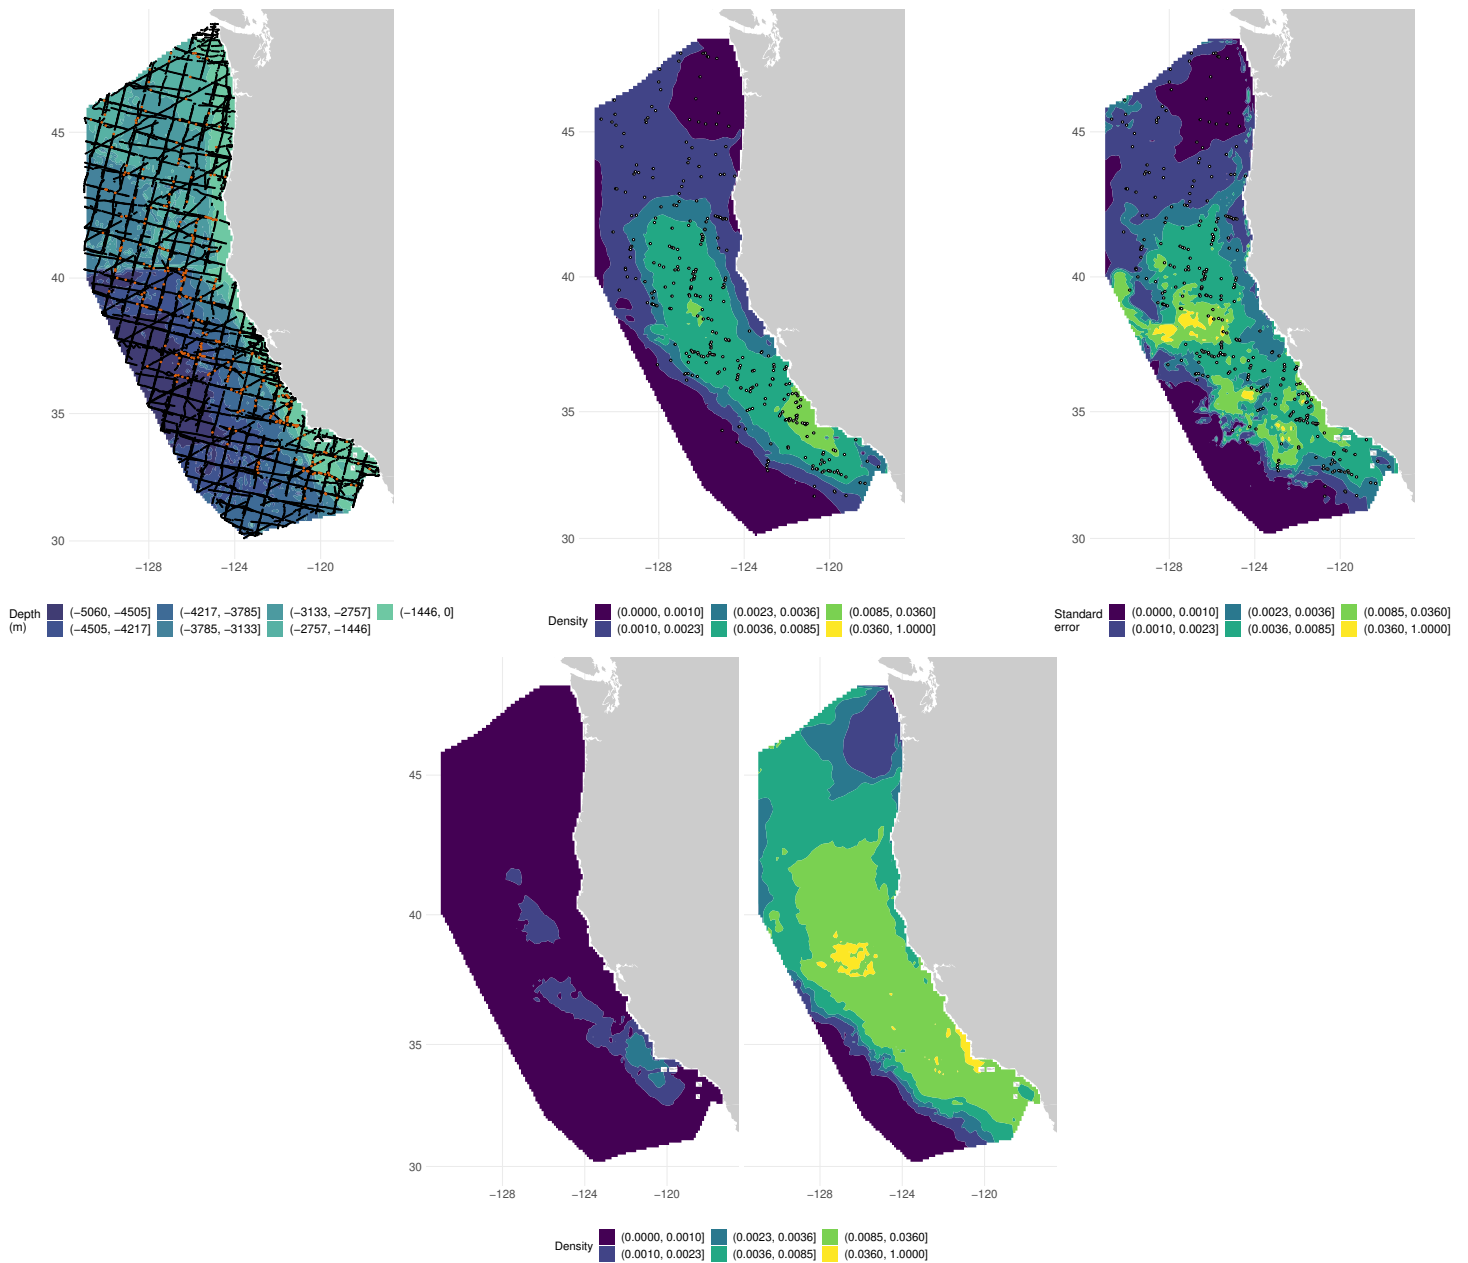 45
40
35
30
−128 −124 −120
45
40
35
30
−128 −124 −120
45
40
35
30
−128 −124 −120
Depth
(m)
(−5060, −4505] (−4217, −3785] (−3133, −2757] (−1446, 0]
(−4505, −4217] (−3785, −3133] (−2757, −1446]
Density
(0.0000, 0.0010] (0.0023, 0.0036] (0.0085, 0.0360]
(0.0010, 0.0023] (0.0036, 0.0085] (0.0360, 1.0000]
Standard
error
(0.0000, 0.0010] (0.0023, 0.0036] (0.0085, 0.0360]
(0.0010, 0.0023] (0.0036, 0.0085] (0.0360, 1.0000]
45
40
35
30
−128 −124 −120
−128 −124 −120
Density
(0.0000, 0.0010] (0.0023, 0.0036] (0.0085, 0.0360]
(0.0010, 0.0023] (0.0036, 0.0085] (0.0360, 1.0000]